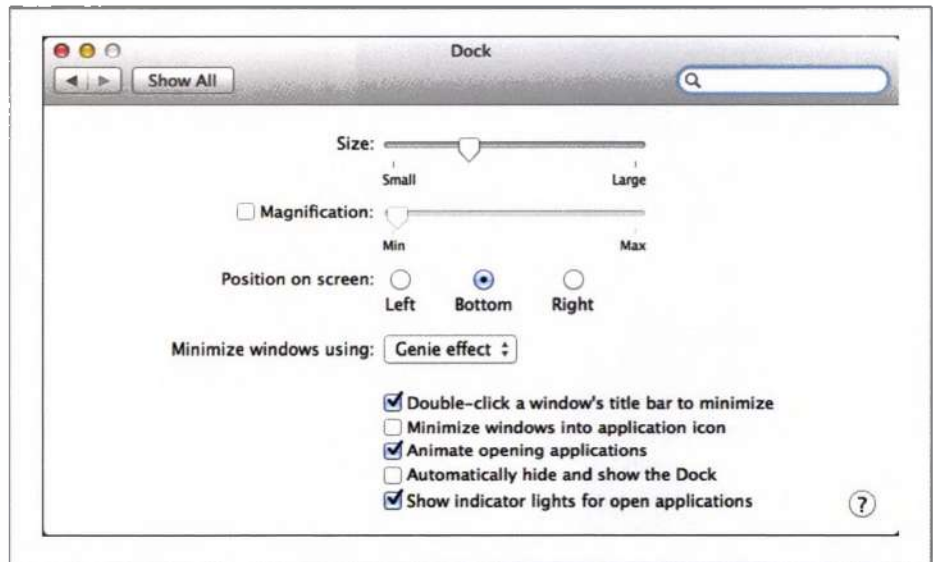 Dock
Show All
Size:
Small Large
Magnification:
Min Max
Position on screen:
Left Bottom Right
Minimize windows using: Genie effect
Double-click a window's title bar to minimize
Minimize windows into application icon
Animate opening applications
Automatically hide and show the Dock
Show indicator lights for open applications
?